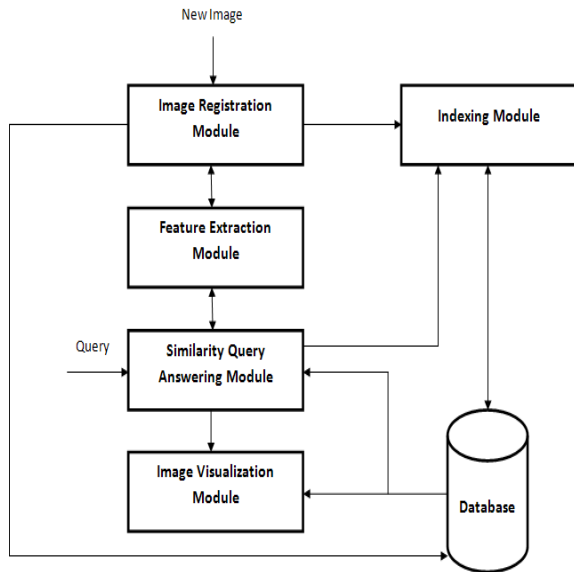 New Image
Image Registration
Module
Indexing Module
Feature Extraction
Module
Query
Similarity Query
Answering Module
Image Visualization
Module
Database